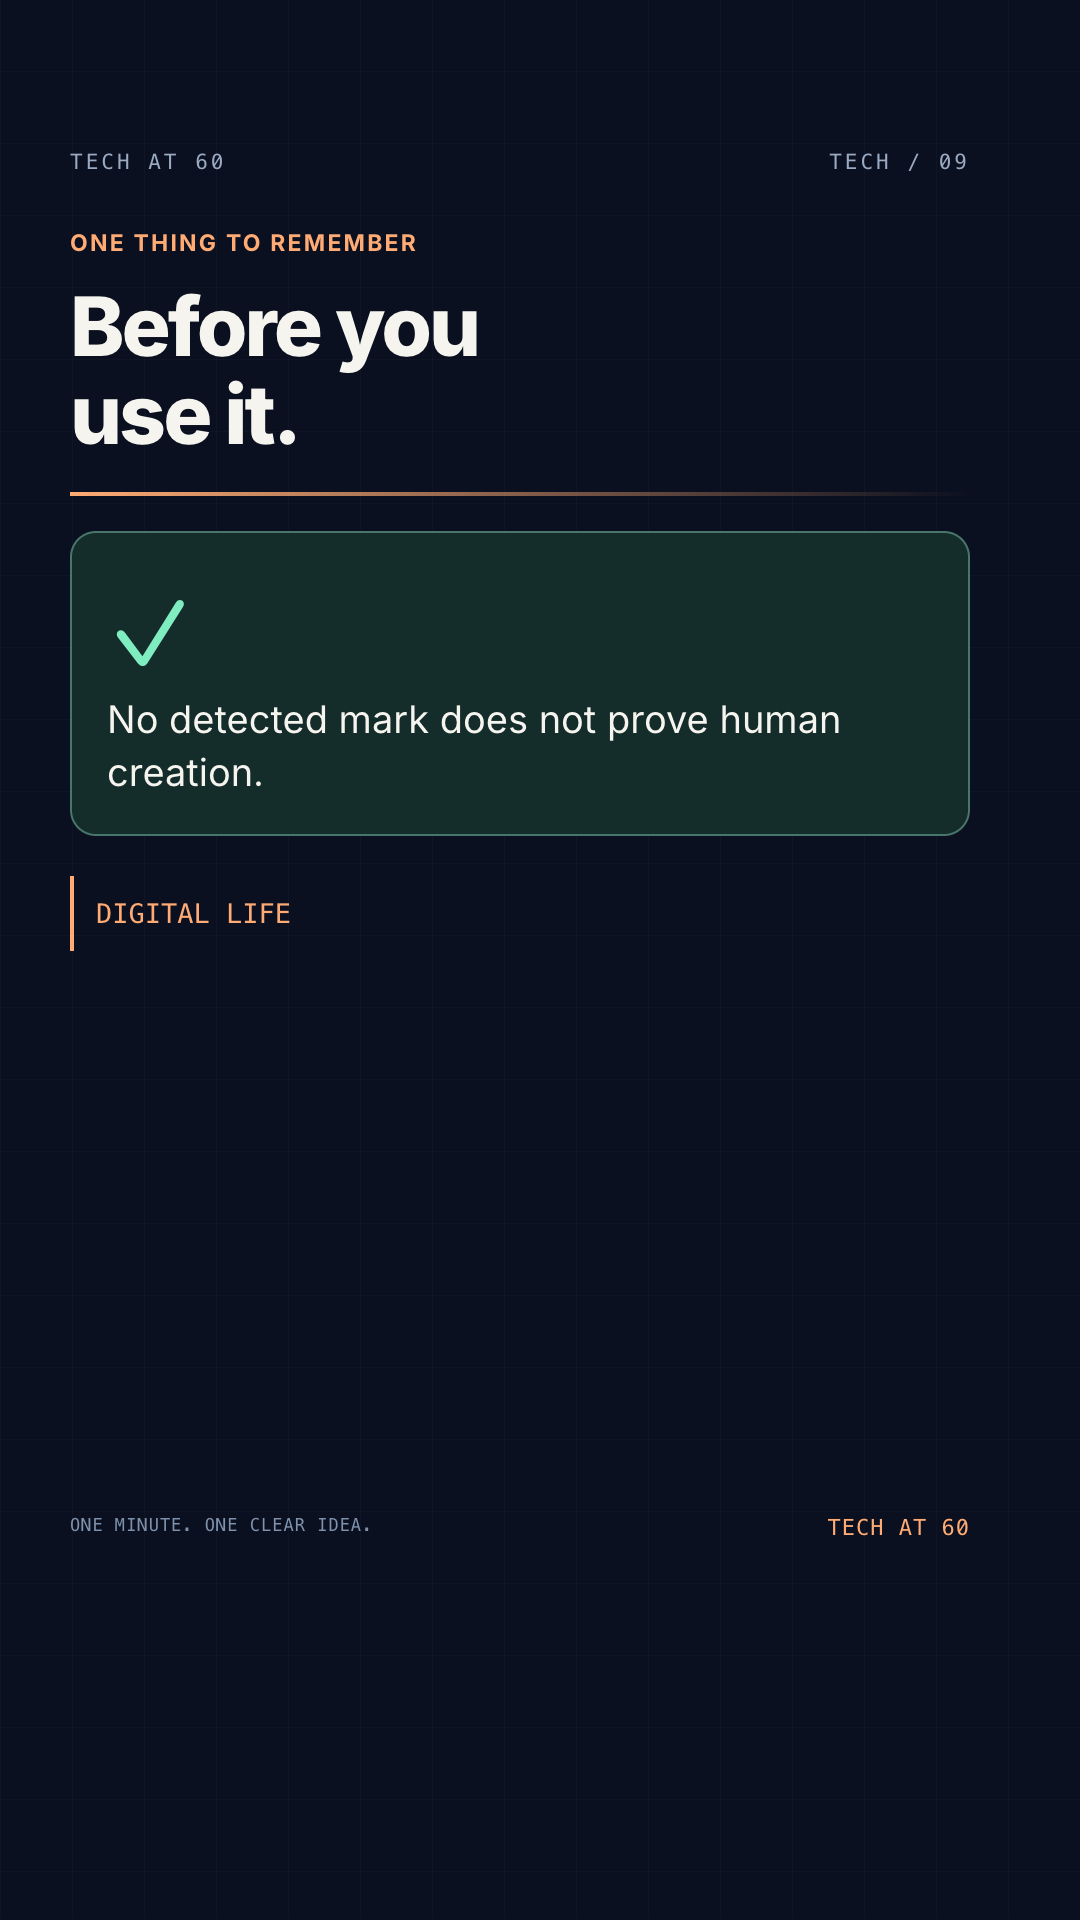 TECH AT 60
TECH / 09
ONE THING TO REMEMBER
Before you
use it.
No detected mark does not prove human
creation.
DIGITAL LIFE
ONE MINUTE. ONE CLEAR IDEA.
TECH AT 60